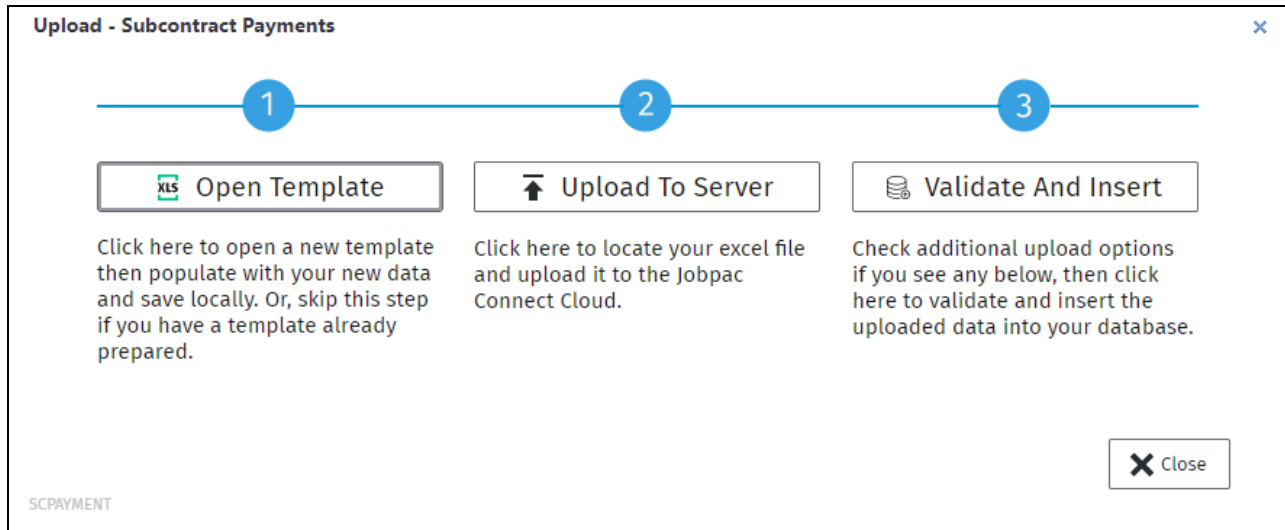 Upload - Subcontract Payments
×
1
2
3
XLS Open Template
Upload To Server
Validate And Insert
Click here to open a new template
then populate with your new data
and save locally. Or, skip this step
if you have a template already
prepared.
Click here to locate your excel file
and upload it to the Jobpac
Connect Cloud.
Check additional upload options
if you see any below, then click
here to validate and insert the
uploaded data into your database.
Close
SCPAYMENT